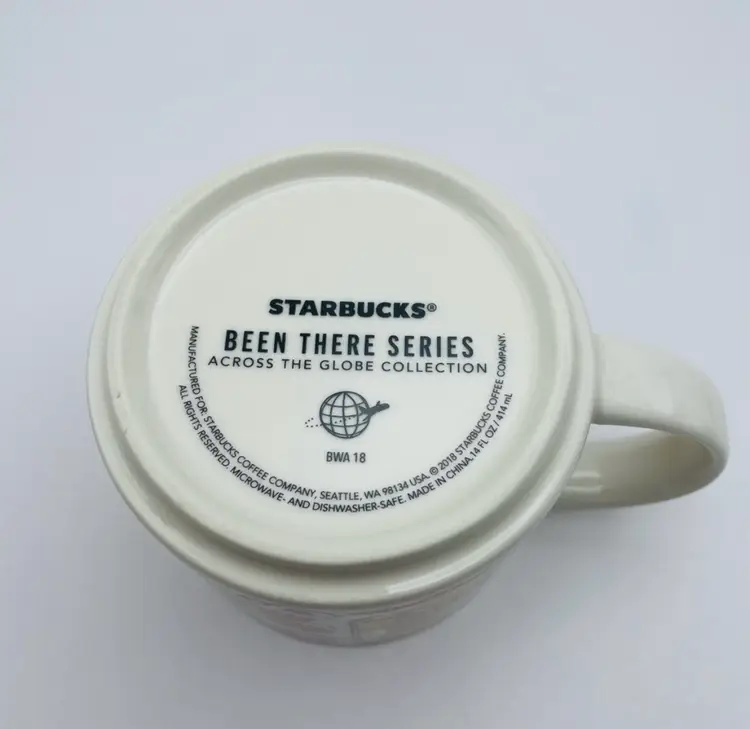 STARBUCKS®
BEEN THERE SERIES
ACROSS THE GLOBE COLLECTION
BWA 18
MANUFACTURED FOR: STARBUCKS COFFEE COMPANY, SEATTLE, WA 98134 USA. © 2018 STARBUCKS COFFEE COMPANY.
ALL RIGHTS RESERVED. MICROWAVE- AND DISHWASHER-SAFE. MADE IN CHINA.14 FL OZ / 414 mL